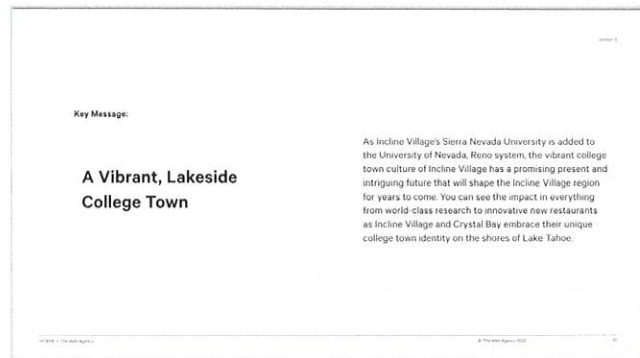 Key Message:
A Vibrant, Lakeside
College Town
As Incline Village's Sierra Nevada University is added to
the University of Nevada, Reno system, the vibrant college
town culture of Incline Village has a promising present and
intriguing future that will shape the Incline Village region
for years to come. You can see the impact in everything
from world-class research to innovative new restaurants
as Incline Village and Crystal Bay embrace their unique
college town identity on the shores of Lake Tahoe.